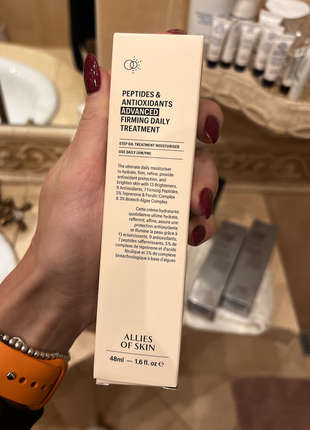 PEPTIDES &
ANTIOXIDANTS
ADVANCED
FIRMING DAILY
TREATMENT
STEP 04: TREATMENT MOISTURISER
USE DAILY (AM/PM)
The ultimate daily moisturiser
to hydrate, firm, refine, provide
antioxidant protection, and
brighten skin with 13 Brighteners,
8 Antioxidants, 7 Firming Peptides,
5% Teprenone & Ferulic Complex
& 3% Biotech Algae Complex
Cette crème hydratante
quotidienne ultime hydrate,
raffermit, affine, assure une
protection antioxydante
et illumine la peau grâce à
13 éclaircissants, 8 antioxydants,
7 peptides raffermissants, 5% de
complexe de téprénone et d'acide
férulique et 3% de complexe
biotechnologique à base d'algues
ALLIES
OF SKIN
48ml — 1.6 fl. oz ℮